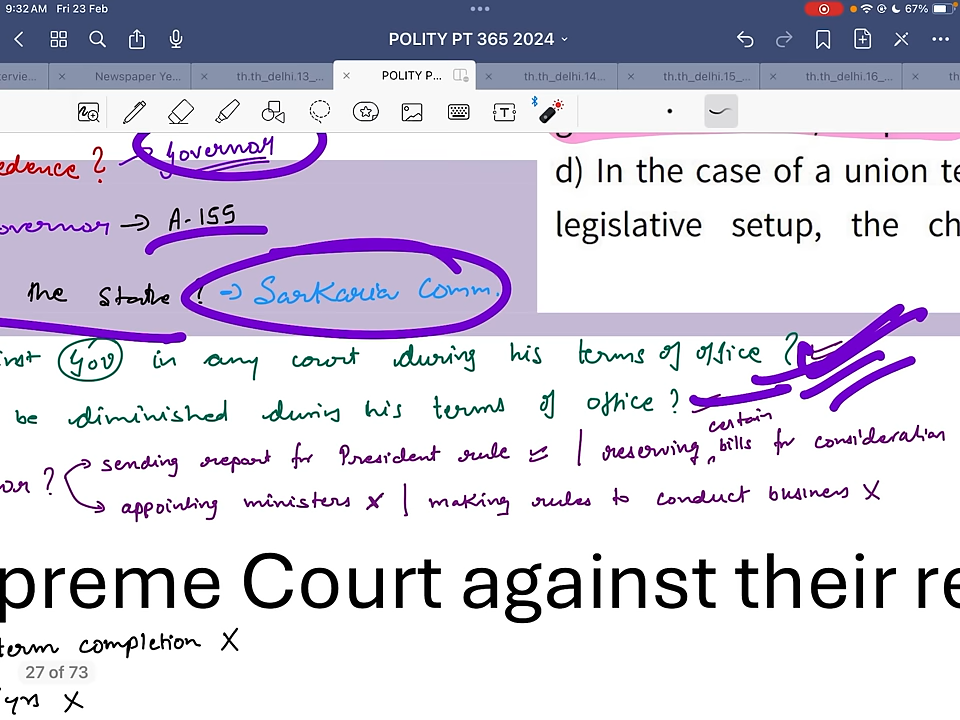 9:32 AM Fri 23 Feb
67%
POLITY PT 365 2024
tervie...
Newspaper Ye...
th.th_delhi.13_...
POLITY P...
th.th_delhi.14...
th.th_delhi.15_...
th.th_delhi.16_...
th
edence ? → Governor
overnor → A-155
the state ? → Sarkaria Comm.
d) In the case of a union te
legislative setup, the ch
inst Gov in any court during his terms of office ?
be diminished during his terms of office ?
or ? → sending report for President rule | reserving certain bills for consideration
→ appointing ministers X | making rules to conduct business X
preme Court against their re
term completion X
27 of 73
yrs X